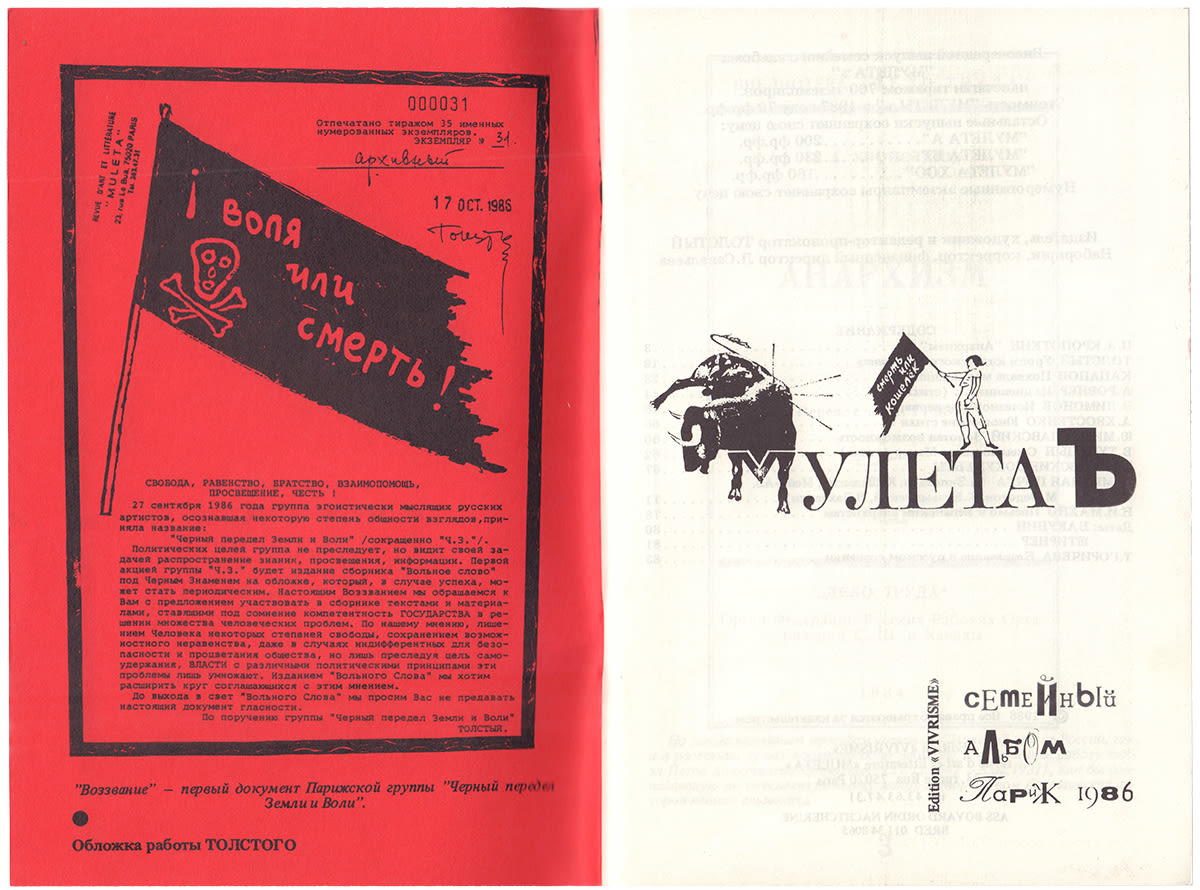 000031
Отпечатано тиражом 35 именных
нумерованных экземпляров.
ЭКЗЕМПЛЯР № 31.
архивный
17 ОСТ. 1986
REVUE D'ART ET LITTÉRATURE
"MULETA"
23, rue Le Bua, 75020 PARIS
Tel. 363.47.31
! ВОЛЯ
или
смерть !
СВОБОДА, РАВЕНСТВО, БРАТСТВО, ВЗАИМОПОМОЩЬ,
ПРОСВЕЩЕНИЕ, ЧЕСТЬ !
27 сентября 1986 года группа эгоистически мыслящих русских
артистов, осознавшая некоторую степень общности взглядов,при-
няла название:
"Черный передел Земли и Воли" /сокращенно "Ч.З."/.
Политических целей группа не преследует, но видит своей за-
дачей распространение знании, просвещения, информации. Первой
акцией группы "Ч.З." будет издание сборника "Вольное слово"
под Черным Знаменем на обложке, который, в случае успеха, мо-
жет стать периодическим. Настоящим Воззванием мы обращаемся к
Вам с предложением участвовать в сборнике текстами и материа-
лами, ставящими под сомнение компетентность ГОСУДАРСТВА в ре-
шении множества человеческих проблем. По нашему мнению, лише-
нием Человека некоторых степеней свободы, сохранением возмож-
ностного неравенства, даже в случаях индифферентных для безо-
пасности и процветания общества, но лишь преследуя цель само-
удержания, ВЛАСТИ с различными политическими принципами эти
проблемы лишь умножают. Изданием "Вольного Слова" мы хотим
расширить круг соглашающихся с этим мнением.
До выхода в свет "Вольного Слова" мы просим Вас не предавать
настоящий документ гласности.
По поручению группы "Черный передел Земли и Воли"
ТОЛСТЫЙ.
"Воззвание" – первый документ Парижской группы "Черный передел
Земли и Воли".
Обложка работы ТОЛСТОГО
смерть
или
кошелёк
МУЛЕТАЪ
Edition «VIVRISME»
семейный
альбом
Париж 1986